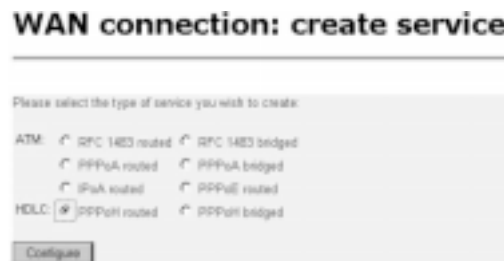 WAN connection: create service
Please select the type of service you wish to create:
ATM: RFC 1483 routed RFC 1483 bridged
PPPoA routed PPPoA bridged
IPoA routed PPPoE routed
HDLC: PPPoH routed PPPoH bridged
Configure